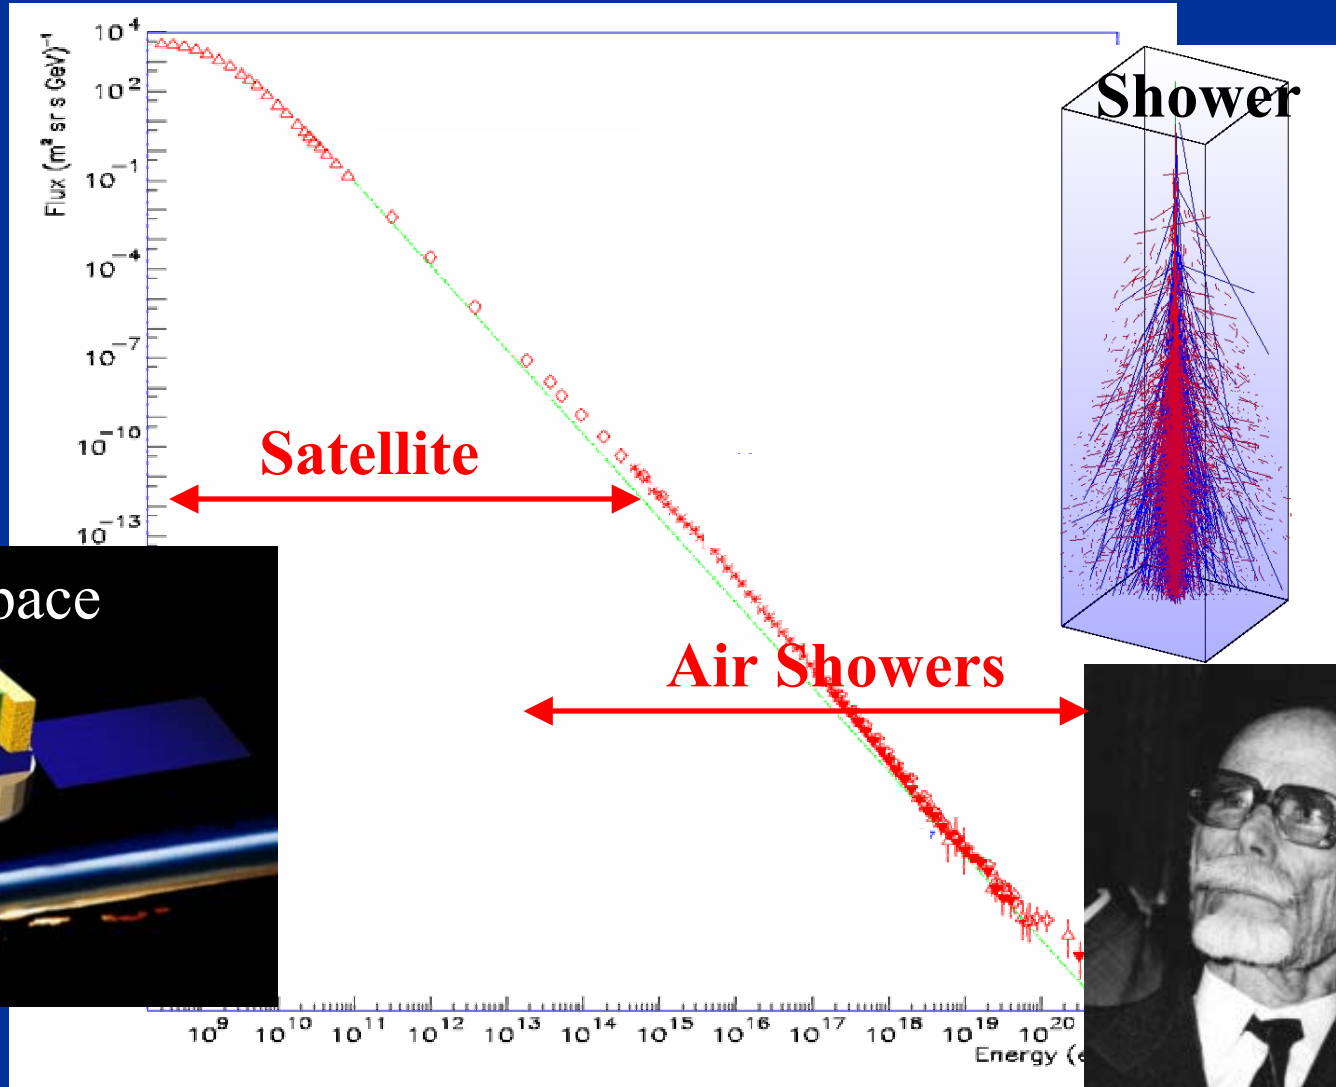 Shower
Flux (m² sr s GeV)⁻¹
10⁴
10²
10⁻¹
10⁻⁴
10⁻⁷
10⁻¹⁰
10⁻¹³
Satellite
pace
Air Showers
10⁹ 10¹⁰ 10¹¹ 10¹² 10¹³ 10¹⁴ 10¹⁵ 10¹⁶ 10¹⁷ 10¹⁸ 10¹⁹ 10²⁰
Energy (e